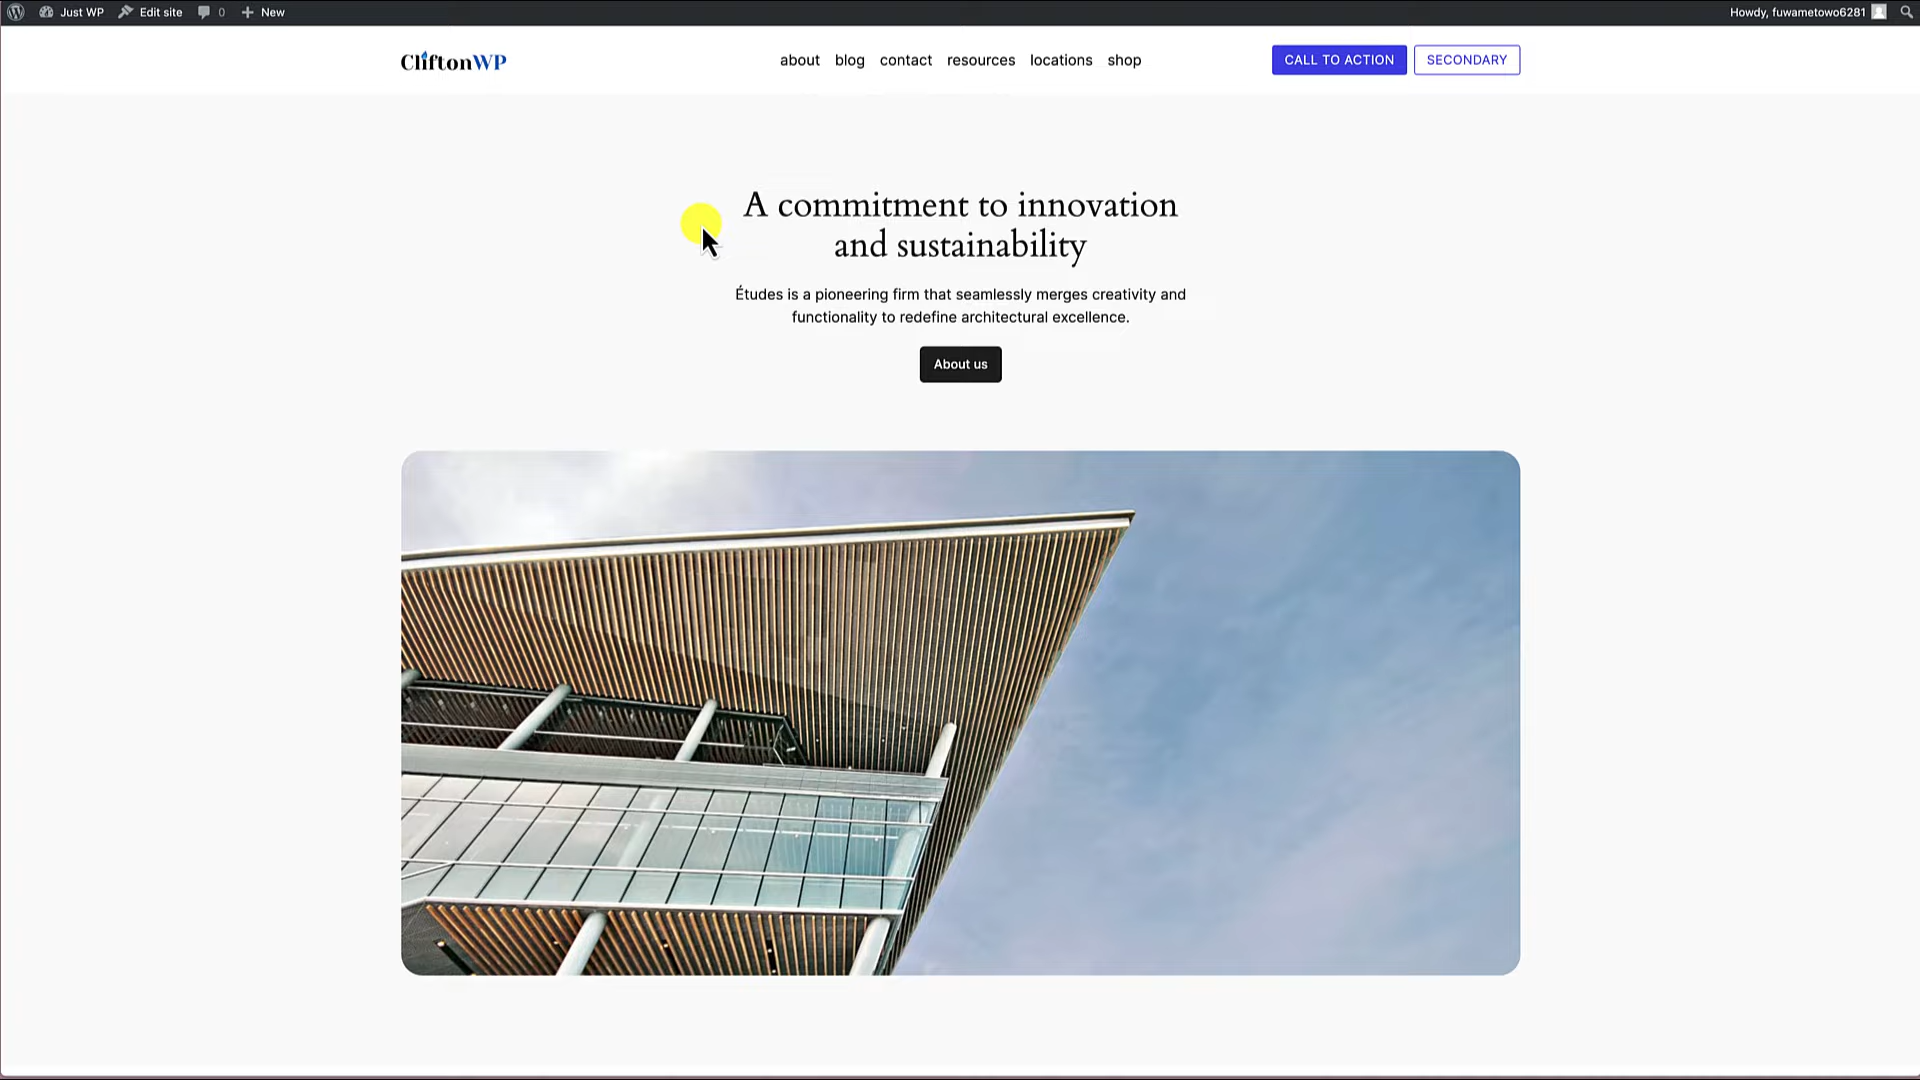 Just WP Edit site 0 New Howdy, fuwametowo6281
CliftonWP about blog contact resources locations shop CALL TO ACTION SECONDARY
A commitment to innovation
and sustainability
Études is a pioneering firm that seamlessly merges creativity and
functionality to redefine architectural excellence.
About us